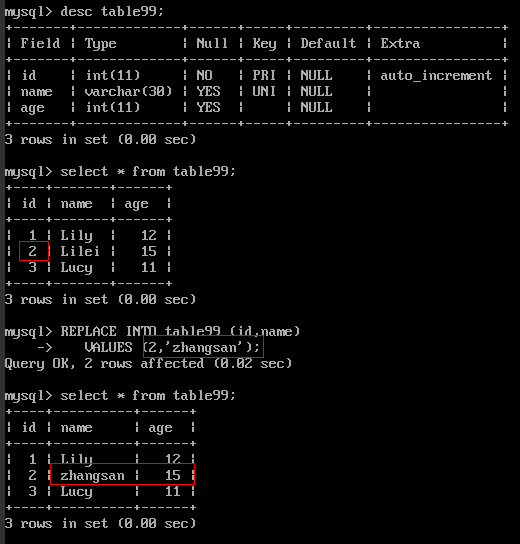 mysql> desc table99;
+-------+-------------+------+-----+---------+----------------+
| Field | Type        | Null | Key | Default | Extra          |
+-------+-------------+------+-----+---------+----------------+
| id    | int(11)     | NO   | PRI | NULL    | auto_increment |
| name  | varchar(30) | YES  | UNI | NULL    |                |
| age   | int(11)     | YES  |     | NULL    |                |
+-------+-------------+------+-----+---------+----------------+
3 rows in set (0.00 sec)
mysql> select * from table99;
+----+-------+------+
| id | name  | age  |
+----+-------+------+
|  1 | Lily  |   12 |
|  2 | Lilei |   15 |
|  3 | Lucy  |   11 |
+----+-------+------+
3 rows in set (0.00 sec)
mysql> REPLACE INTO table99 (id,name)
    ->     VALUES (2,'zhangsan');
Query OK, 2 rows affected (0.02 sec)
mysql> select * from table99;
+----+----------+------+
| id | name     | age  |
+----+----------+------+
|  1 | Lily     |   12 |
|  2 | zhangsan |   15 |
|  3 | Lucy     |   11 |
+----+----------+------+
3 rows in set (0.00 sec)